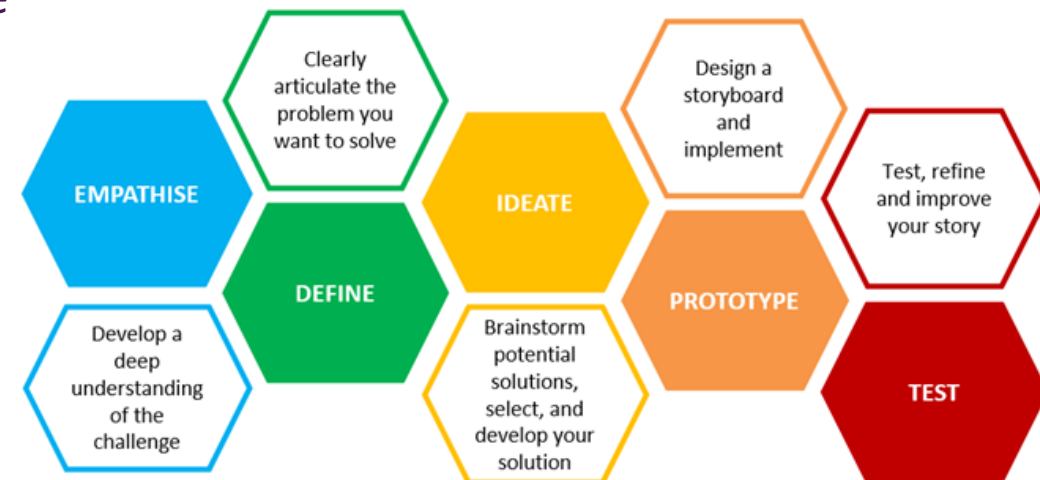 EMPATHISE
Develop a
deep
understanding
of the
challenge
Clearly
articulate the
problem you
want to solve
DEFINE
IDEATE
Brainstorm
potential
solutions,
select, and
develop your
solution
Design a
storyboard
and
implement
PROTOTYPE
Test, refine
and improve
your story
TEST